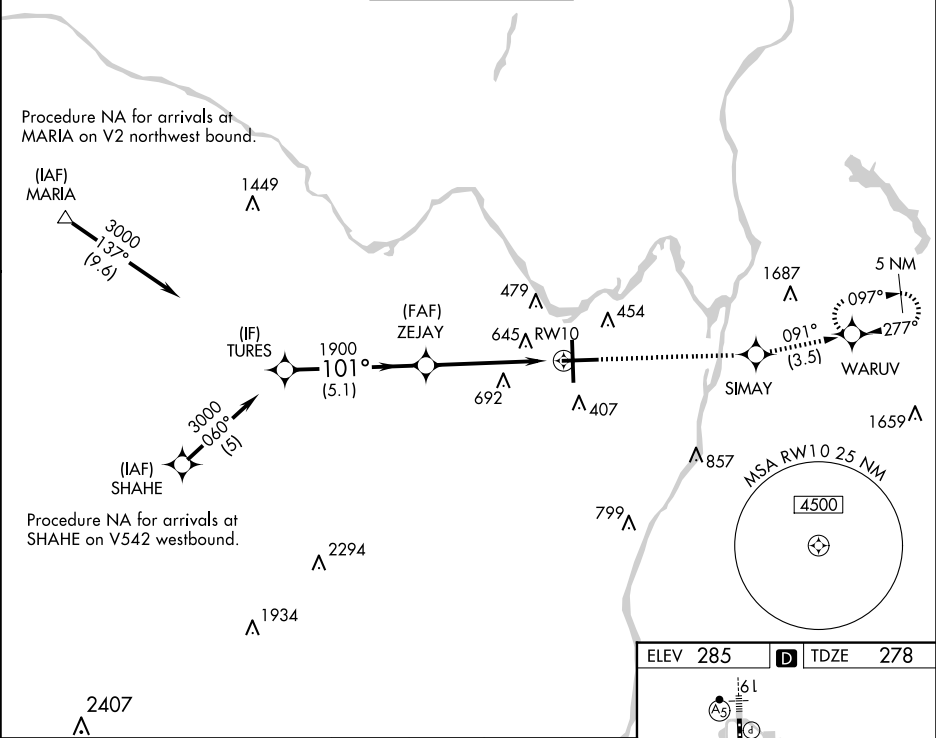 Procedure NA for arrivals at
MARIA on V2 northwest bound.
(IAF)
MARIA
3000
137°
(9.6)
1449
1687
5 NM
097°
277°
WARUV
479
454
(FAF)
ZEJAY
645
RW10
(IF)
TURES
1900
101°
(5.1)
091°
(3.5)
SIMAY
692
407
3000
060°
(5)
(IAF)
SHAHE
1659
857
MSA RW10 25 NM
4500
Procedure NA for arrivals at
SHAHE on V542 westbound.
799
2294
1934
2407
ELEV 285 D TDZE 278
19
A5
P